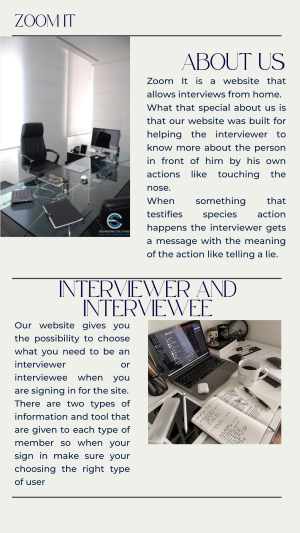 ZOOM IT
ABOUT US
Zoom It is a website that
allows interviews from home.
What that special about us is
that our website was built for
helping the interviewer to
know more about the person
in front of him by his own
actions like touching the
nose.
When something that
testifies species action
happens the interviewer gets
a message with the meaning
of the action like telling a lie.
INTERVIEWER AND
INTERVIEWEE
Our website gives you
the possibility to choose
what you need to be an
interviewer or
interviewee when you
are signing in for the site.
There are two types of
information and tool that
are given to each type of
member so when your
sign in make sure your
choosing the right type
of user